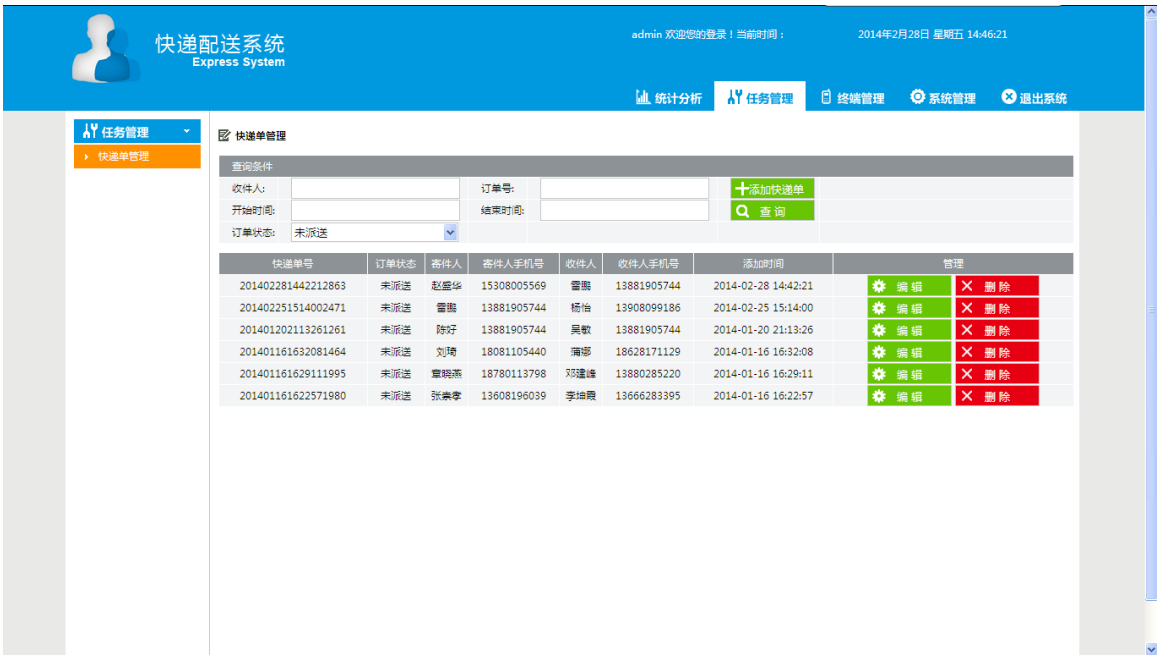 快递配送系统
Express System
admin 欢迎您的登录！当前时间：
2014年2月28日 星期五 14:46:21
统计分析 任务管理 终端管理 系统管理 退出系统
任务管理
快递单管理
快递单管理
查询条件
收件人: 订单号: 添加快递单
开始时间: 结束时间: 查 询
订单状态: 未派送
快递单号 订单状态 寄件人 寄件人手机号 收件人 收件人手机号 添加时间 管理
201402281442212863 未派送 赵盛华 15308005569 雷鹏 13881905744 2014-02-28 14:42:21 编 辑 删 除
201402251514002471 未派送 雷鹏 13881905744 杨怡 13908099186 2014-02-25 15:14:00 编 辑 删 除
201401202113261261 未派送 陈好 13881905744 吴敏 13881905744 2014-01-20 21:13:26 编 辑 删 除
201401161632081464 未派送 刘琦 18081105440 蒲娜 18628171129 2014-01-16 16:32:08 编 辑 删 除
201401161629111995 未派送 章晓燕 18780113798 邓建峰 13880285220 2014-01-16 16:29:11 编 辑 删 除
201401161622571980 未派送 张崇孝 13608196039 李坤霞 13666283395 2014-01-16 16:22:57 编 辑 删 除